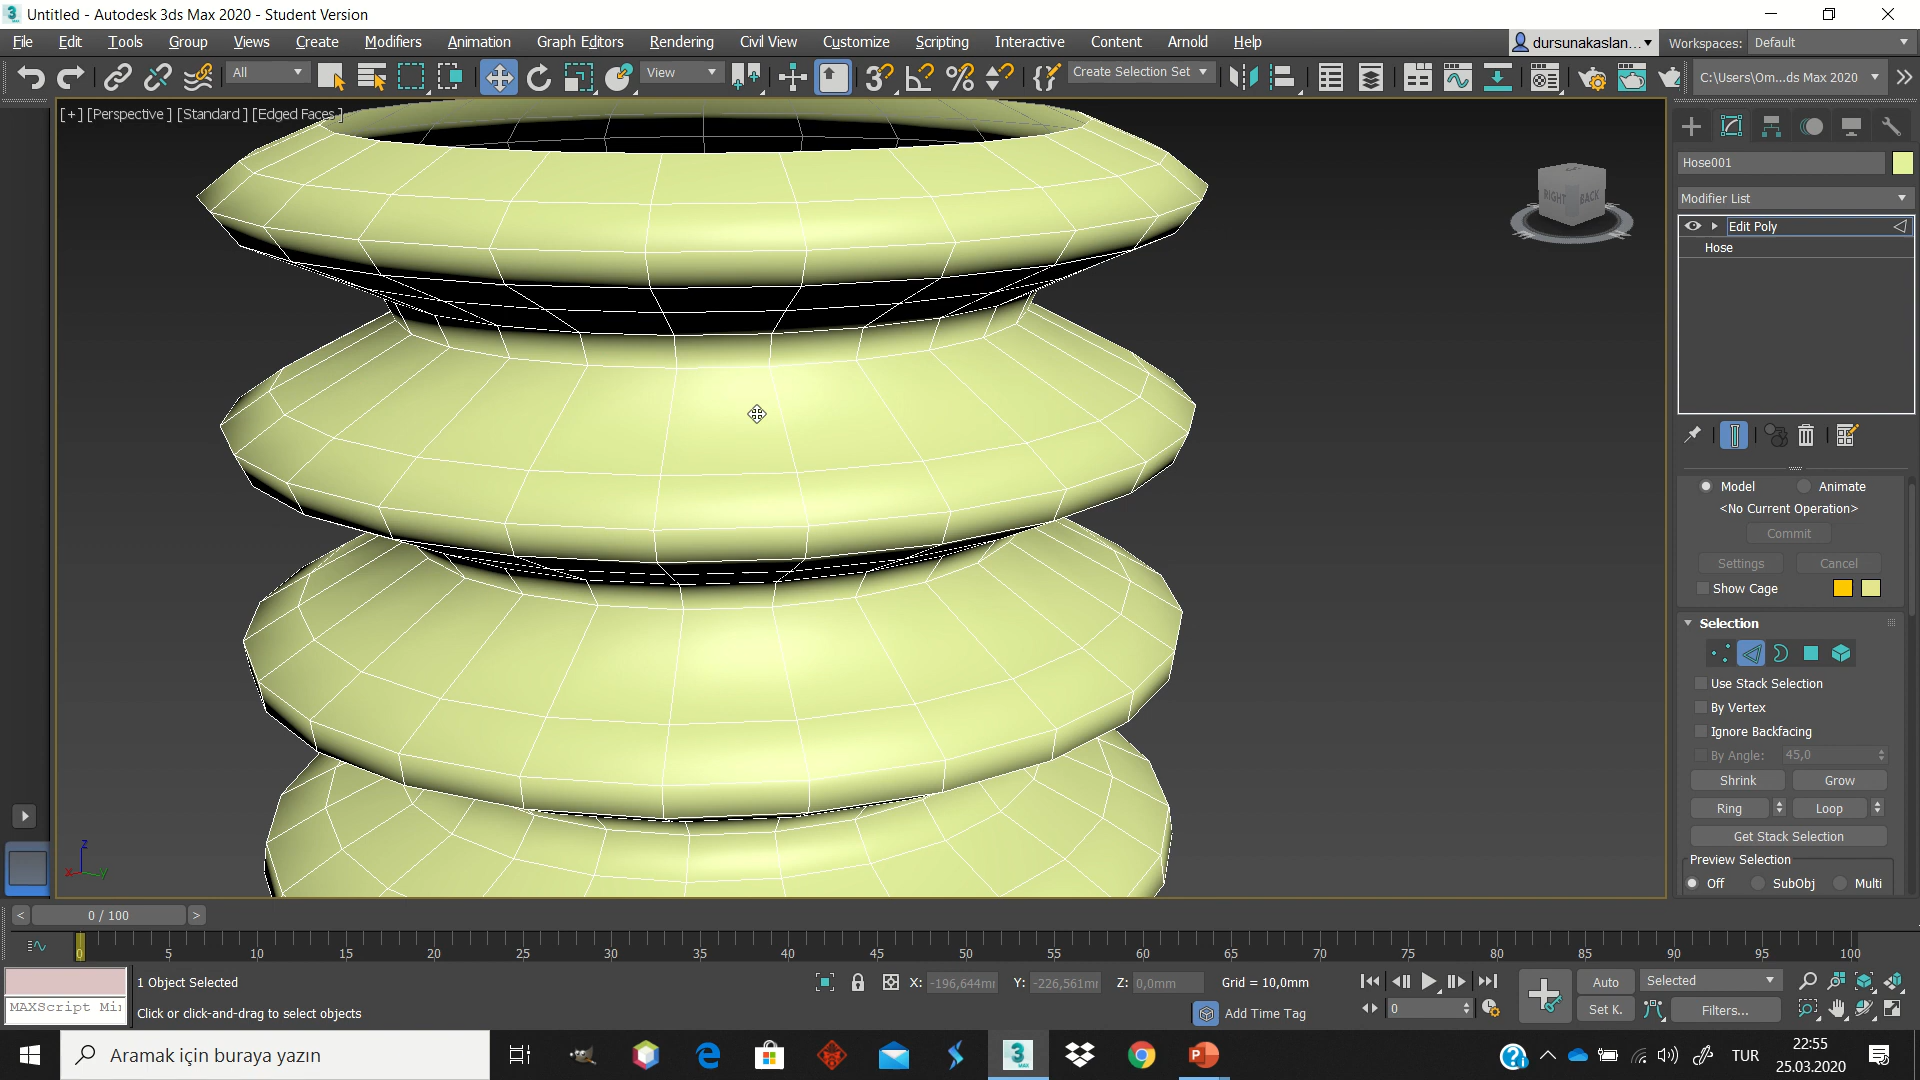 Untitled - Autodesk 3ds Max 2020 - Student Version
File Edit Tools Group Views Create Modifiers Animation Graph Editors Rendering Civil View Customize Scripting Interactive Content Arnold Help
dursunakaslan... Workspaces: Default
All View Create Selection Set C:\Users\Om...ds Max 2020
[+] [Perspective ] [Standard ] [Edged Faces ]
RIGHT BACK
Hose001
Modifier List
Edit Poly
Hose
Model Animate
<No Current Operation>
Commit
Settings Cancel
Show Cage
Selection
Use Stack Selection
By Vertex
Ignore Backfacing
By Angle: 45,0
Shrink Grow
Ring Loop
Get Stack Selection
Preview Selection
Off SubObj Multi
z
x y
< 0 / 100 >
0 5 10 15 20 25 30 35 40 45 50 55 60 65 70 75 80 85 90 95 100
1 Object Selected X: -196,644mm Y: -226,561mm Z: 0,0mm Grid = 10,0mm Auto Selected
MAXScript Mi: Click or click-and-drag to select objects Add Time Tag 0 Set K. Filters...
Aramak için buraya yazın TUR 22:55
25.03.2020